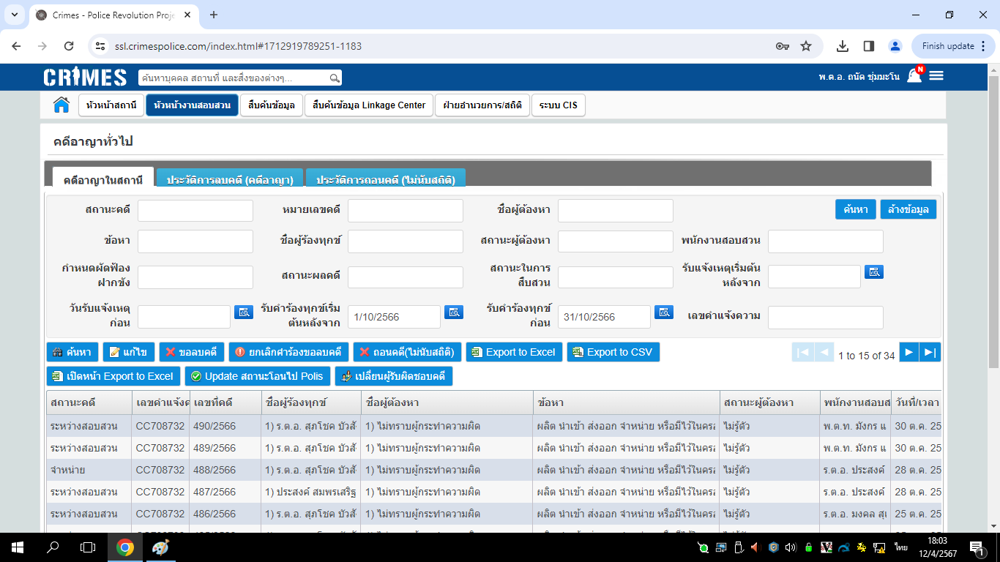 Crimes - Police Revolution Proje
ssl.crimespolice.com/index.html#1712919789251-1183
Finish update
CRIMES
ค้นหาบุคคล สถานที่ และสิ่งของต่างๆ...
พ.ต.อ. ถนัด ชุ่มมะโน
N
หัวหน้าสถานี
หัวหน้างานสอบสวน
สืบค้นข้อมูล
สืบค้นข้อมูล Linkage Center
ฝ่ายอำนวยการ/สถิติ
ระบบ CIS
คดีอาญาทั่วไป
คดีอาญาในสถานี
ประวัติการลบคดี (คดีอาญา)
ประวัติการถอนคดี (ไม่นับสถิติ)
สถานะคดี
หมายเลขคดี
ชื่อผู้ต้องหา
ค้นหา
ล้างข้อมูล
ข้อหา
ชื่อผู้ร้องทุกข์
สถานะผู้ต้องหา
พนักงานสอบสวน
กำหนดผัดฟ้อง
ฝากขัง
สถานะผลคดี
สถานะในการ
สืบสวน
รับแจ้งเหตุเริ่มต้น
หลังจาก
วันรับแจ้งเหตุ
ก่อน
รับคำร้องทุกข์เริ่ม
ต้นหลังจาก
1/10/2566
รับคำร้องทุกข์
ก่อน
31/10/2566
เลขคำแจ้งความ
ค้นหา
แก้ไข
ขอลบคดี
ยกเลิกคำร้องขอลบคดี
ถอนคดี(ไม่นับสถิติ)
Export to Excel
Export to CSV
1 to 15 of 34
เปิดหน้า Export to Excel
Update สถานะโอนไป Polis
เปลี่ยนผู้รับผิดชอบคดี
สถานะคดี เลขคำแจ้งค เลขที่คดี ชื่อผู้ร้องทุกข์ ชื่อผู้ต้องหา ข้อหา สถานะผู้ต้องหา พนักงานสอบส วันที่/เวลา
ระหว่างสอบสวน CC708732 490/2566 1) ร.ต.อ. สุภโชค บัวสั 1) ไม่ทราบผู้กระทำความผิด ผลิต นำเข้า ส่งออก จำหน่าย หรือมีไว้ในครอ ไม่รู้ตัว พ.ต.ท. มังกร แ 30 ต.ค. 25
ระหว่างสอบสวน CC708732 489/2566 1) ร.ต.อ. สุภโชค บัวสั 1) ไม่ทราบผู้กระทำความผิด ผลิต นำเข้า ส่งออก จำหน่าย หรือมีไว้ในครอ ไม่รู้ตัว พ.ต.ท. มังกร แ 30 ต.ค. 25
จำหน่าย CC708732 488/2566 1) ร.ต.อ. สุภโชค บัวสั 1) ไม่ทราบผู้กระทำความผิด ผลิต นำเข้า ส่งออก จำหน่าย หรือมีไว้ในครอ ไม่รู้ตัว ร.ต.อ. ประสงค์ 28 ต.ค. 25
ระหว่างสอบสวน CC708732 487/2566 1) ประสงค์ สมพรเสริฐ 1) ไม่ทราบผู้กระทำความผิด ผลิต นำเข้า ส่งออก จำหน่าย หรือมีไว้ในครอ ไม่รู้ตัว ร.ต.อ. ประสงค์ 28 ต.ค. 25
ระหว่างสอบสวน CC708732 486/2566 1) ร.ต.อ. สุภโชค บัวสั 1) ไม่ทราบผู้กระทำความผิด ผลิต นำเข้า ส่งออก จำหน่าย หรือมีไว้ในครอ ไม่รู้ตัว ร.ต.อ. มงคล สุเ 25 ต.ค. 25
ไทย
18:03
12/4/2567
1